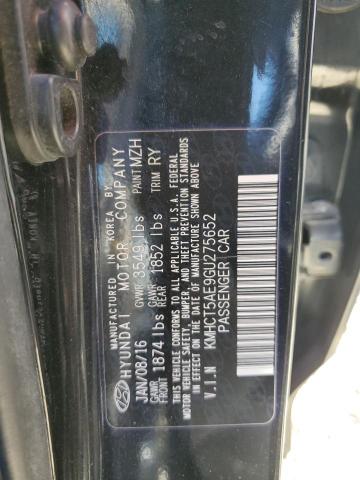 MANUFACTURED IN KOREA BY
HYUNDAI MOTOR COMPANY
JAN/08/16 GVWR 3549 lbs PAINT MZH
GAWR FRONT 1874 lbs GAWR REAR 1852 lbs TRIM RY
THIS VEHICLE CONFORMS TO ALL APPLICABLE U.S.A. FEDERAL
MOTOR VEHICLE SAFETY, BUMPER, AND THEFT PREVENTION
STANDARDS IN EFFECT ON THE DATE OF MANUFACTURE SHOWN ABOVE.
V.I.N KMHC15AE9GU275652
PASSENGER CAR